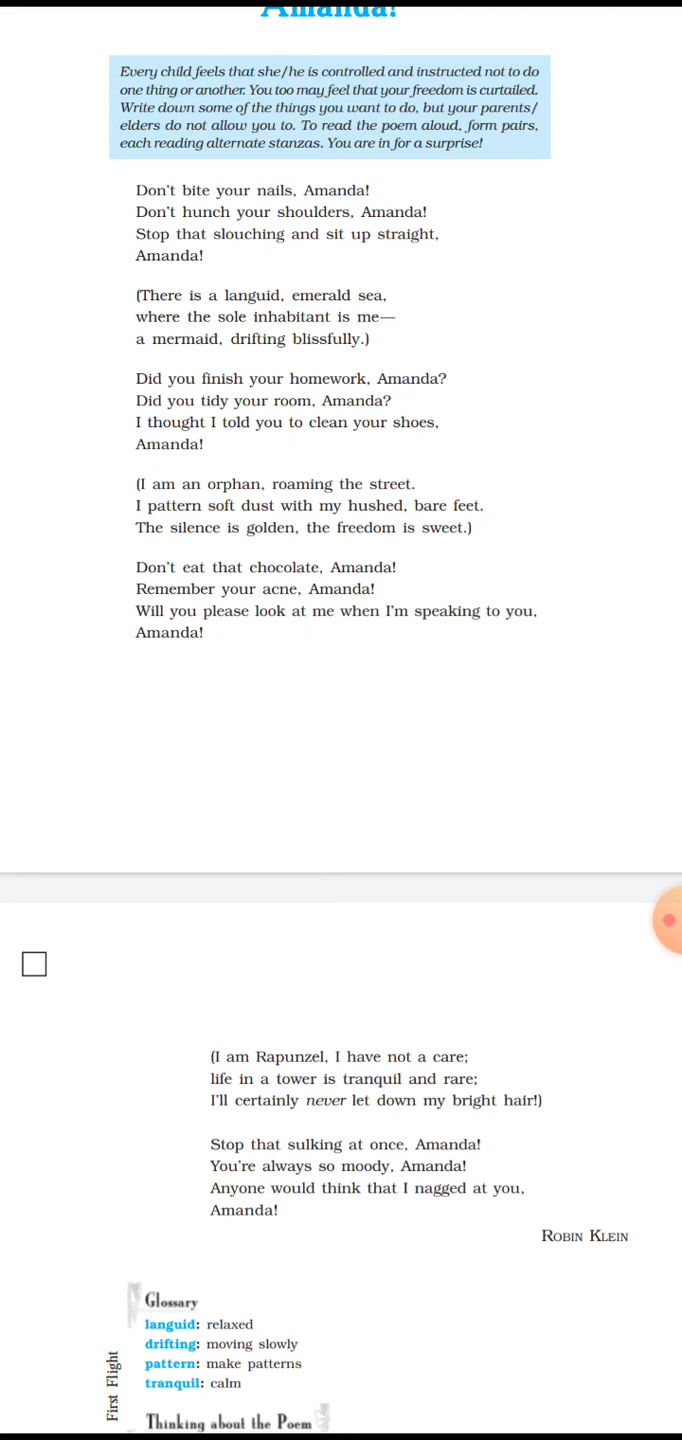 Amanda!
Every child feels that she/he is controlled and instructed not to do
one thing or another. You too may feel that your freedom is curtailed.
Write down some of the things you want to do, but your parents/
elders do not allow you to. To read the poem aloud, form pairs,
each reading alternate stanzas. You are in for a surprise!
Don't bite your nails, Amanda!
Don't hunch your shoulders, Amanda!
Stop that slouching and sit up straight,
Amanda!
(There is a languid, emerald sea,
where the sole inhabitant is me—
a mermaid, drifting blissfully.)
Did you finish your homework, Amanda?
Did you tidy your room, Amanda?
I thought I told you to clean your shoes,
Amanda!
(I am an orphan, roaming the street.
I pattern soft dust with my hushed, bare feet.
The silence is golden, the freedom is sweet.)
Don't eat that chocolate, Amanda!
Remember your acne, Amanda!
Will you please look at me when I'm speaking to you,
Amanda!
(I am Rapunzel, I have not a care;
life in a tower is tranquil and rare;
I'll certainly never let down my bright hair!)
Stop that sulking at once, Amanda!
You're always so moody, Amanda!
Anyone would think that I nagged at you,
Amanda!
ROBIN KLEIN
Glossary
languid: relaxed
drifting: moving slowly
pattern: make patterns
tranquil: calm
First Flight
Thinking about the Poem